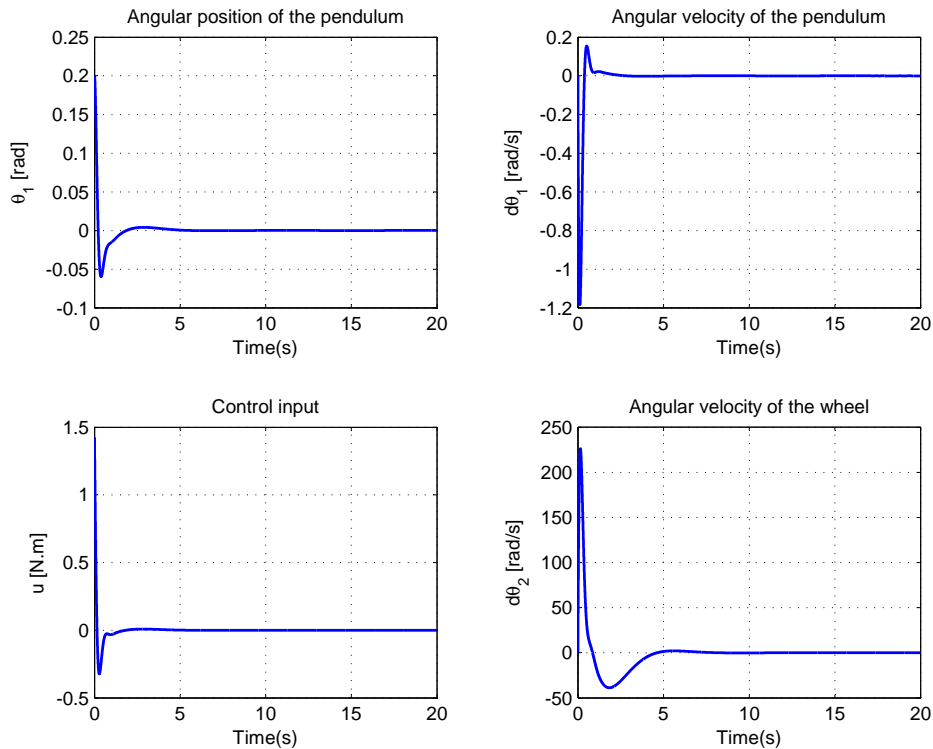 Angular position of the pendulum
0.25
0.2
0.15
0.1
0.05
0
-0.05
-0.1
θ_1 [rad]
0 5 10 15 20
Time(s)
Angular velocity of the pendulum
0.2
0
-0.2
-0.4
-0.6
-0.8
-1
-1.2
dθ_1 [rad/s]
0 5 10 15 20
Time(s)
Control input
1.5
1
0.5
0
-0.5
u [N.m]
0 5 10 15 20
Time(s)
Angular velocity of the wheel
250
200
150
100
50
0
-50
dθ_2 [rad/s]
0 5 10 15 20
Time(s)